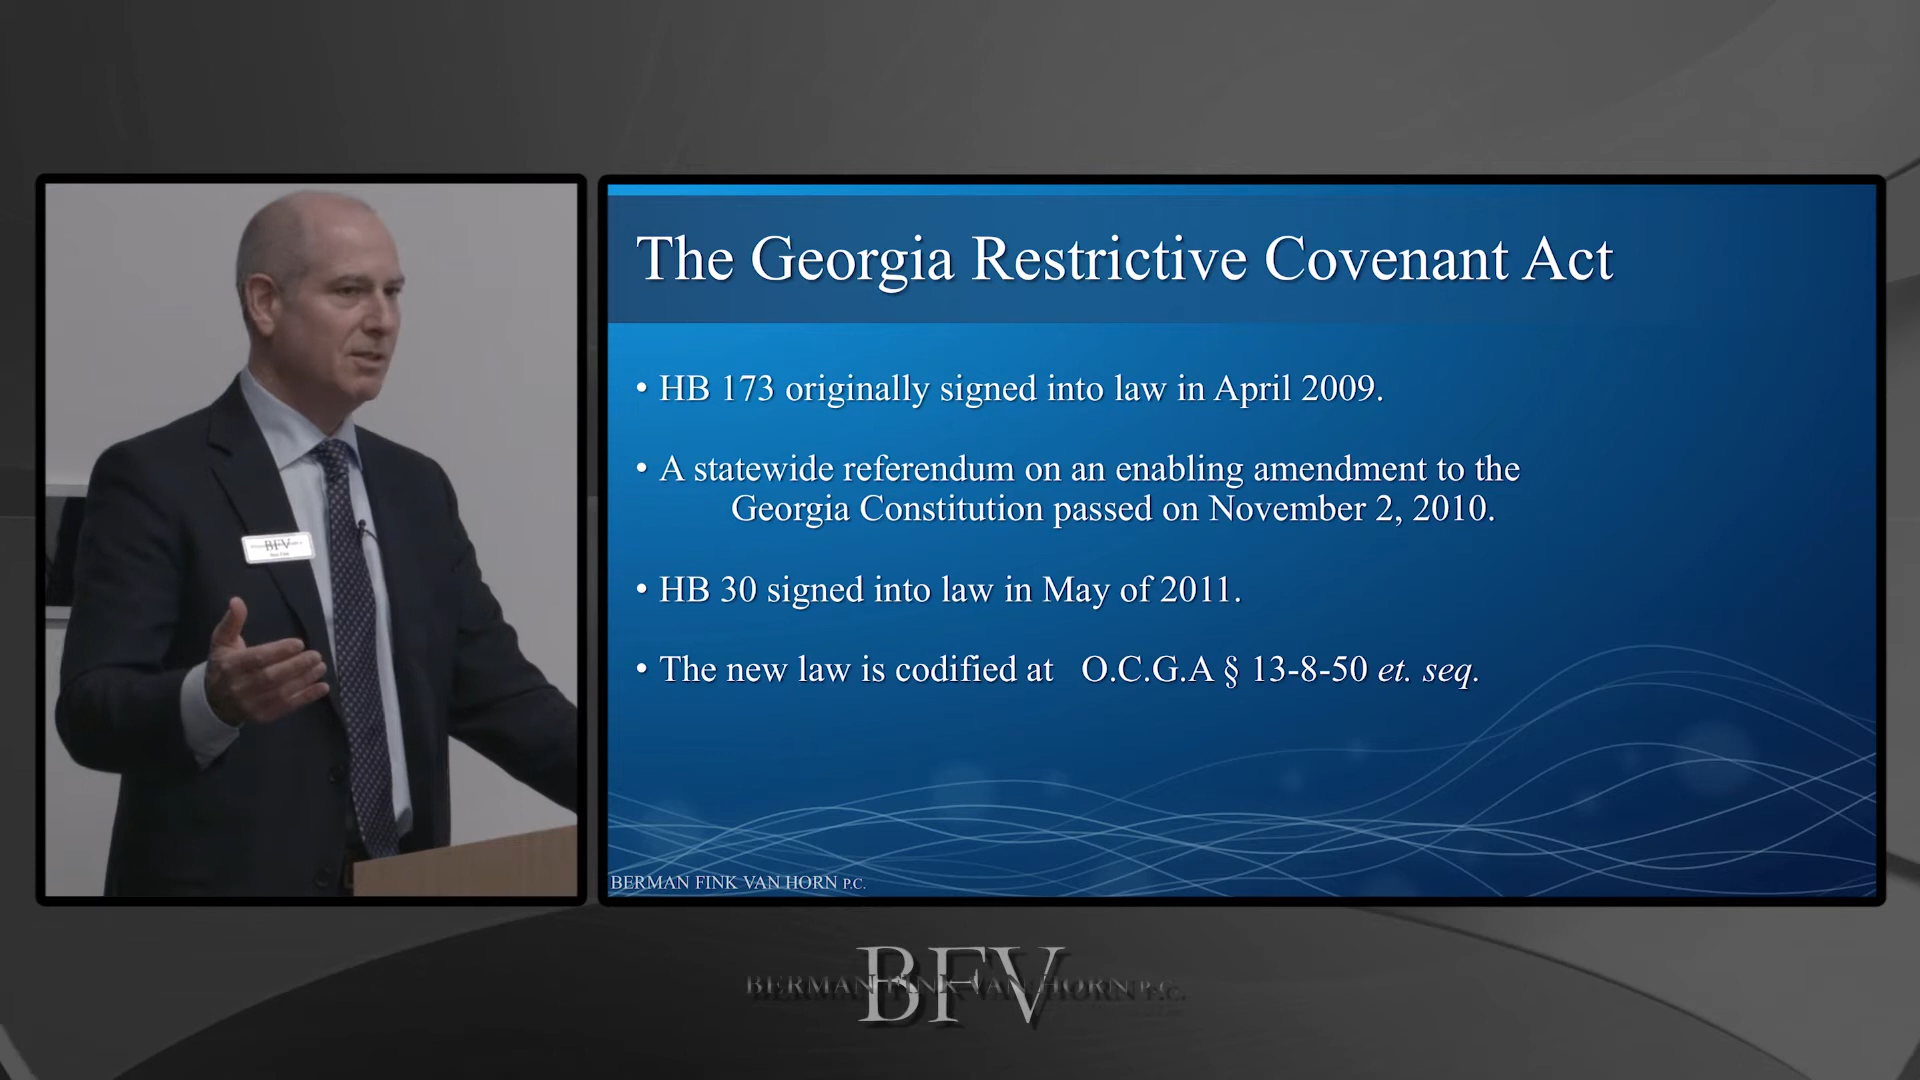 The Georgia Restrictive Covenant Act
• HB 173 originally signed into law in April 2009.
• A statewide referendum on an enabling amendment to the
Georgia Constitution passed on November 2, 2010.
• HB 30 signed into law in May of 2011.
• The new law is codified at O.C.G.A § 13-8-50 et. seq.
BERMAN FINK VAN HORN P.C.
BFV
BFV
BERMAN FINK VAN HORN P.C.